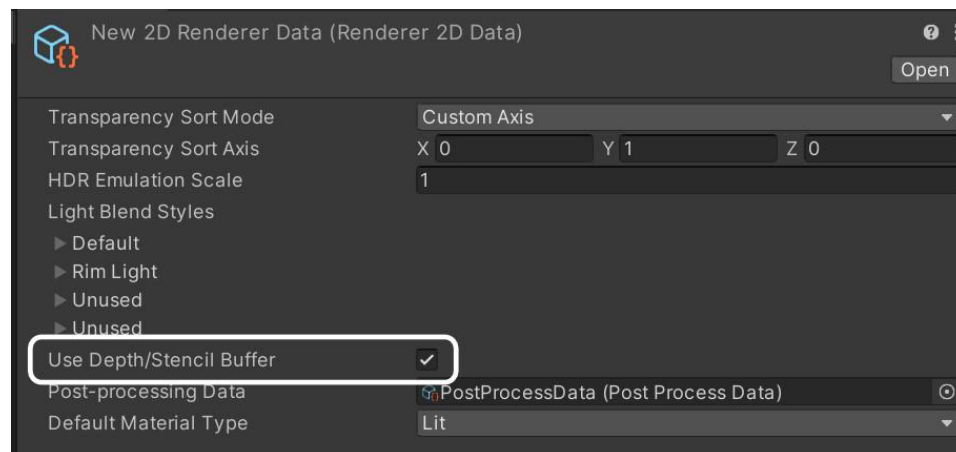 New 2D Renderer Data (Renderer 2D Data)
Open
Transparency Sort Mode Custom Axis
Transparency Sort Axis X 0 Y 1 Z 0
HDR Emulation Scale 1
Light Blend Styles
Default
Rim Light
Unused
Unused
Use Depth/Stencil Buffer
Post-processing Data PostProcessData (Post Process Data)
Default Material Type Lit